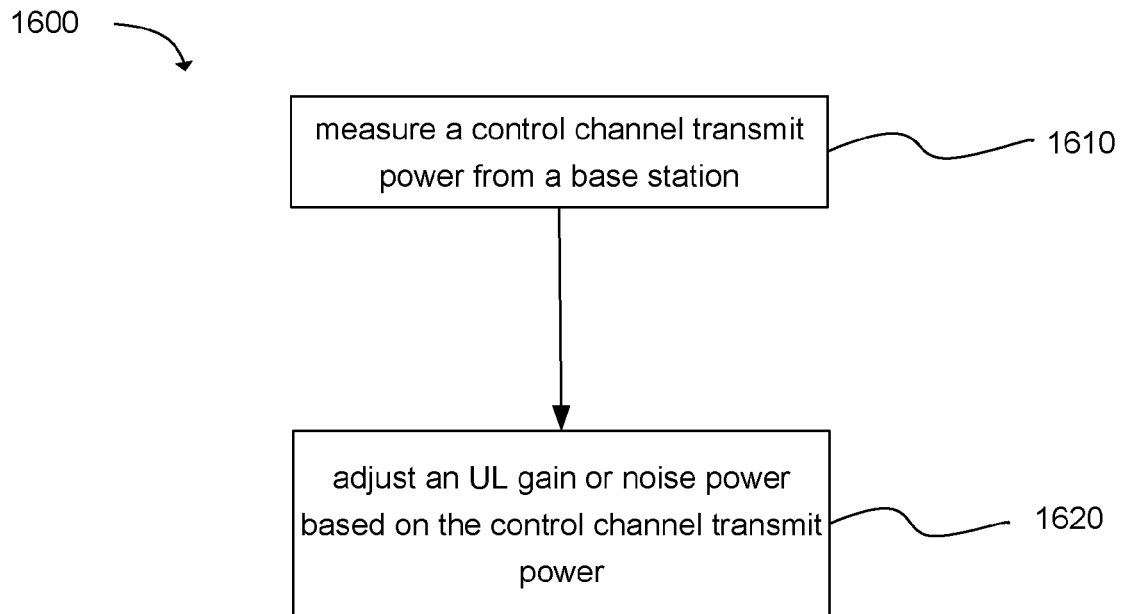 1600
measure a control channel transmit
power from a base station
1610
adjust an UL gain or noise power
based on the control channel transmit
power
1620